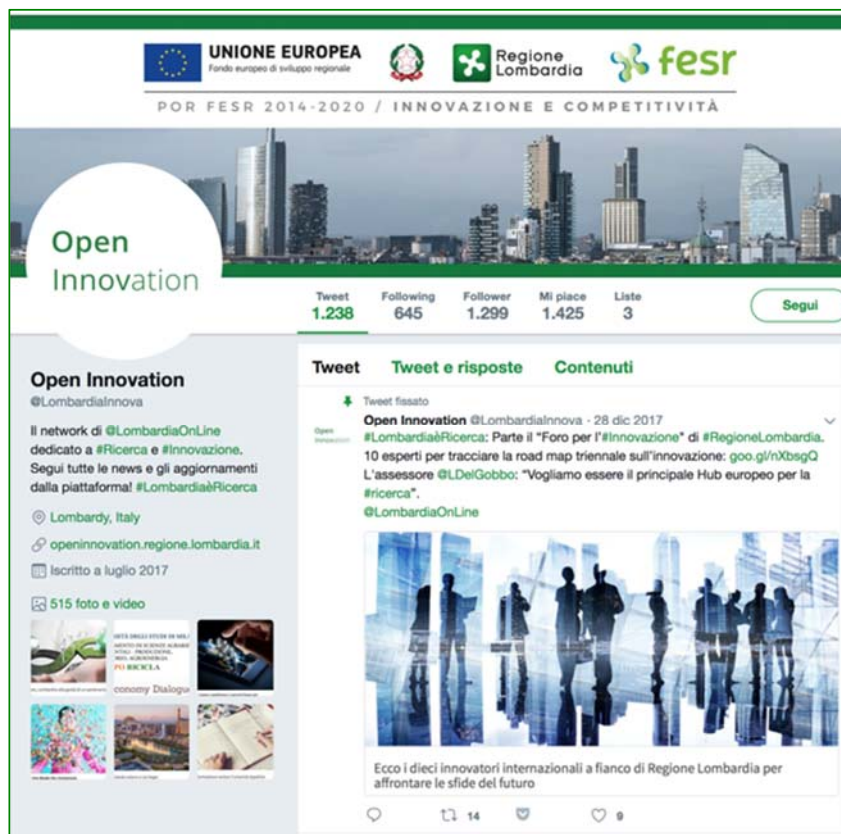 UNIONE EUROPEA
Fondo europeo di sviluppo regionale
Regione
Lombardia
fesr
POR FESR 2014-2020 / INNOVAZIONE E COMPETITIVITÀ
Open
Innovation
Tweet
1.238
Following
645
Follower
1.299
Mi piace
1.425
Liste
3
Segui
Open Innovation
@LombardiaInnova
Il network di @LombardiaOnLine
dedicato a #Ricerca e #Innovazione.
Segui tutte le news e gli aggiornamenti
dalla piattaforma! #LombardiaèRicerca
Lombardy, Italy
openinnovation.regione.lombardia.it
Iscritto a luglio 2017
515 foto e video
PO RICICLA
conomy Dialogu
Tweet Tweet e risposte Contenuti
Tweet fissato
Open
Innovation
Open Innovation @LombardiaInnova · 28 dic 2017
#LombardiaèRicerca: Parte il "Foro per l'#Innovazione" di #RegioneLombardia.
10 esperti per tracciare la road map triennale sull'innovazione: goo.gl/nXbsgQ
L'assessore @LDelGobbo: "Vogliamo essere il principale Hub europeo per la
#ricerca".
@LombardiaOnLine
Ecco i dieci innovatori internazionali a fianco di Regione Lombardia per
affrontare le sfide del futuro
14
9